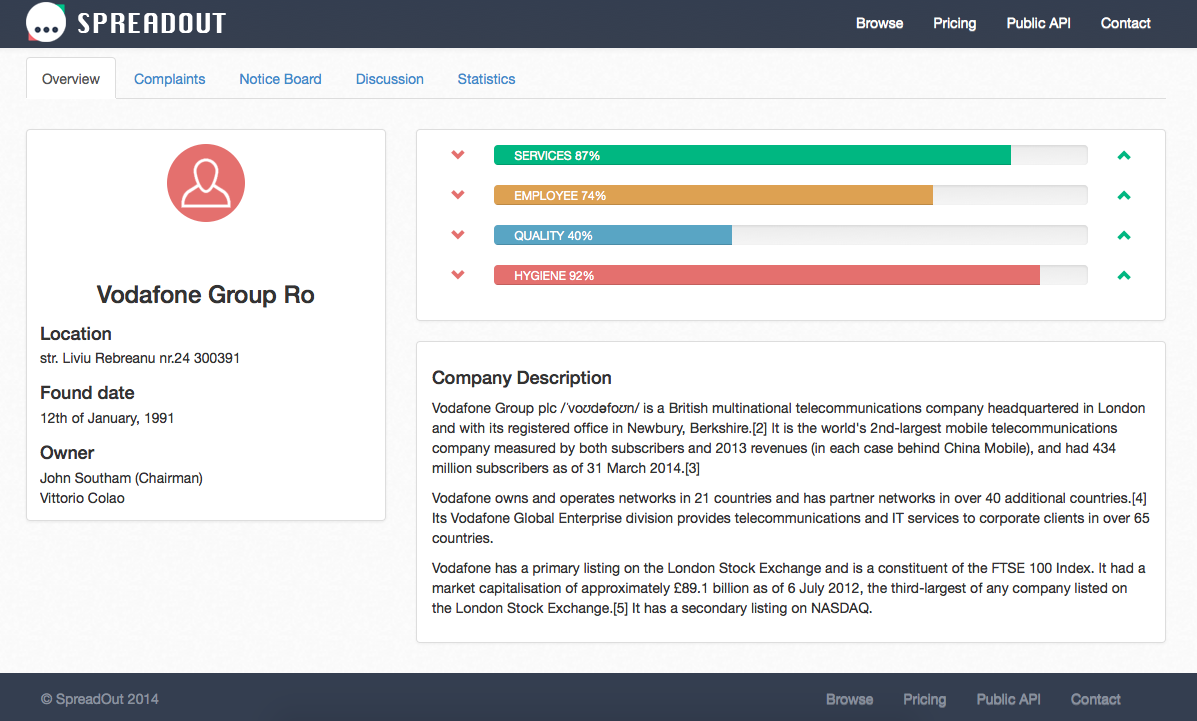 SPREADOUT
Browse Pricing Public API Contact
Overview Complaints Notice Board Discussion Statistics
Vodafone Group Ro
Location
str. Liviu Rebreanu nr.24 300391
Found date
12th of January, 1991
Owner
John Southam (Chairman)
Vittorio Colao
SERVICES 87%
EMPLOYEE 74%
QUALITY 40%
HYGIENE 92%
Company Description
Vodafone Group plc /ˈvoʊdəfoʊn/ is a British multinational telecommunications company headquartered in London
and with its registered office in Newbury, Berkshire.[2] It is the world's 2nd-largest mobile telecommunications
company measured by both subscribers and 2013 revenues (in each case behind China Mobile), and had 434
million subscribers as of 31 March 2014.[3]
Vodafone owns and operates networks in 21 countries and has partner networks in over 40 additional countries.[4]
Its Vodafone Global Enterprise division provides telecommunications and IT services to corporate clients in over 65
countries.
Vodafone has a primary listing on the London Stock Exchange and is a constituent of the FTSE 100 Index. It had a
market capitalisation of approximately £89.1 billion as of 6 July 2012, the third-largest of any company listed on
the London Stock Exchange.[5] It has a secondary listing on NASDAQ.
© SpreadOut 2014
Browse Pricing Public API Contact